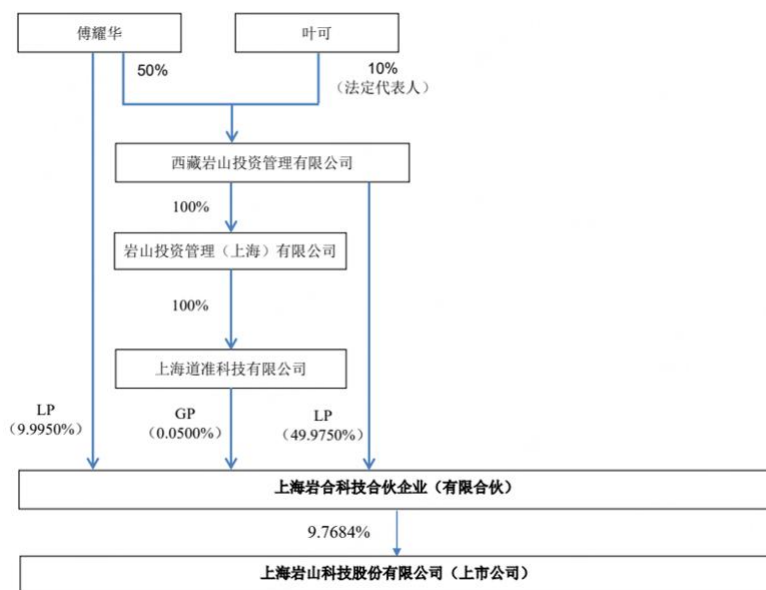 傅耀华
叶可
50%
10%
（法定代表人）
西藏岩山投资管理有限公司
100%
岩山投资管理（上海）有限公司
100%
上海道准科技有限公司
LP
（9.9950%）
GP
（0.0500%）
LP
（49.9750%）
上海岩合科技合伙企业（有限合伙）
9.7684%
上海岩山科技股份有限公司（上市公司）